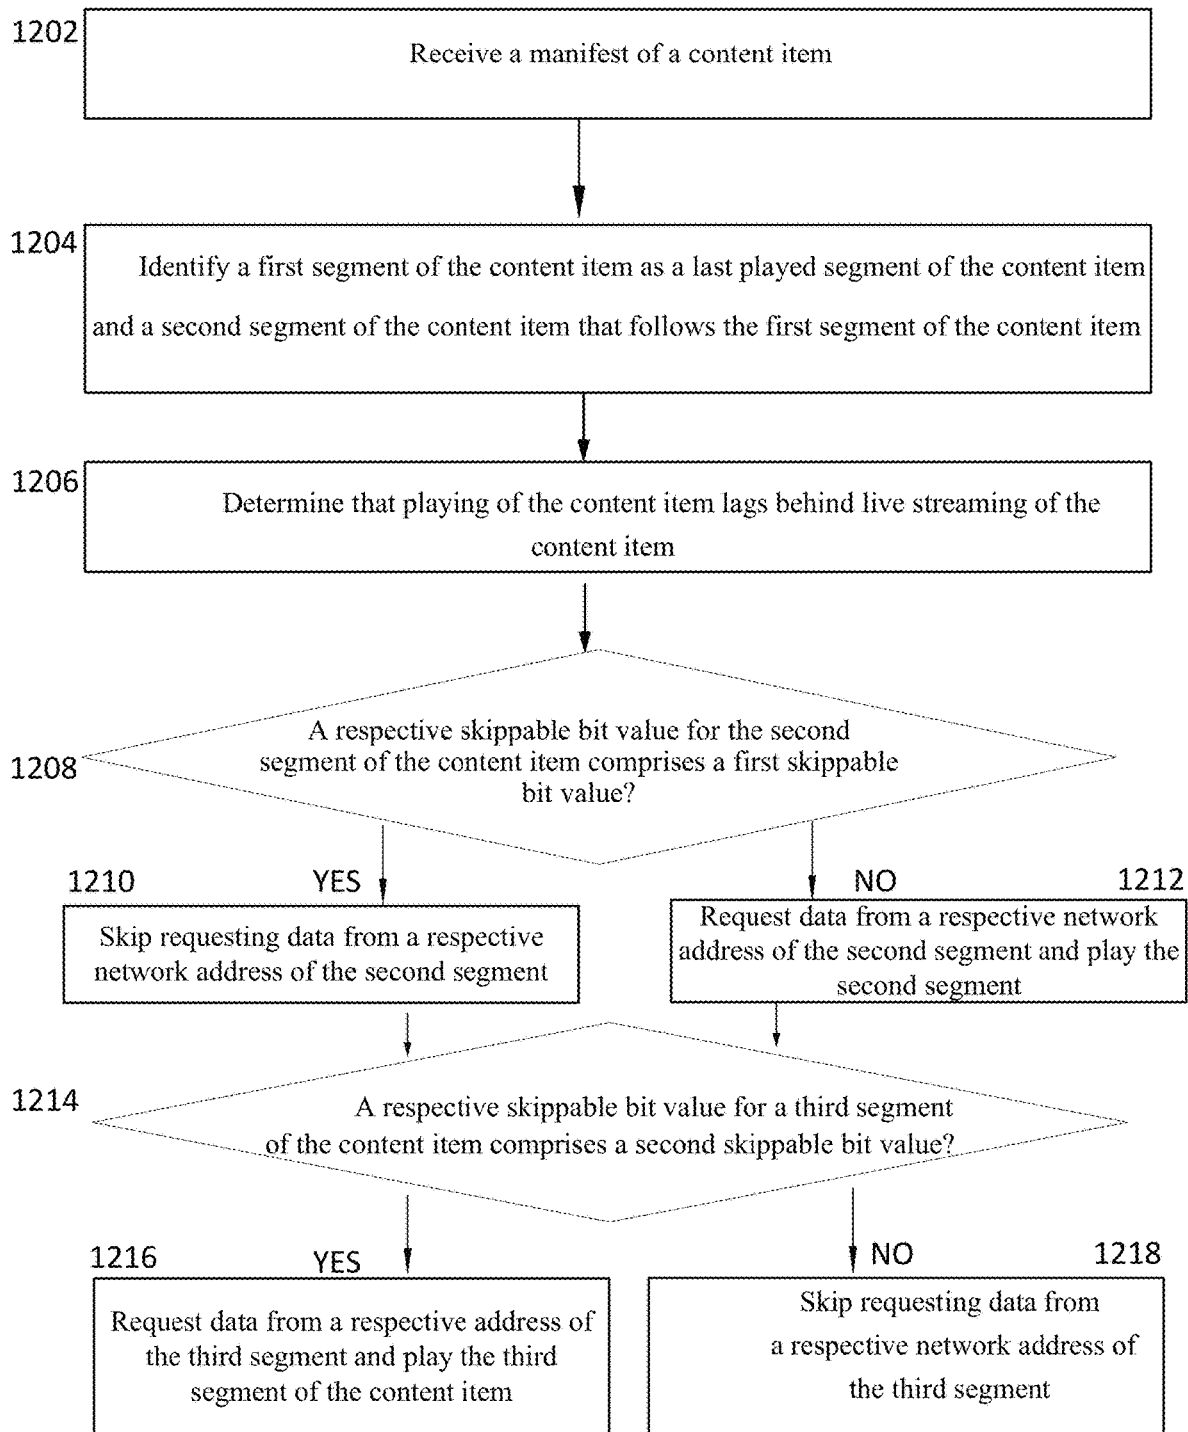 1202
Receive a manifest of a content item
1204
Identify a first segment of the content item as a last played segment of the content item
and a second segment of the content item that follows the first segment of the content item
1206
Determine that playing of the content item lags behind live streaming of the
content item
1208
A respective skippable bit value for the second
segment of the content item comprises a first skippable
bit value?
1210
YES
Skip requesting data from a respective
network address of the second segment
NO
1212
Request data from a respective network
address of the second segment and play the
second segment
1214
A respective skippable bit value for a third segment
of the content item comprises a second skippable bit value?
1216
YES
Request data from a respective address of
the third segment and play the third
segment of the content item
NO
1218
Skip requesting data from
a respective network address of
the third segment